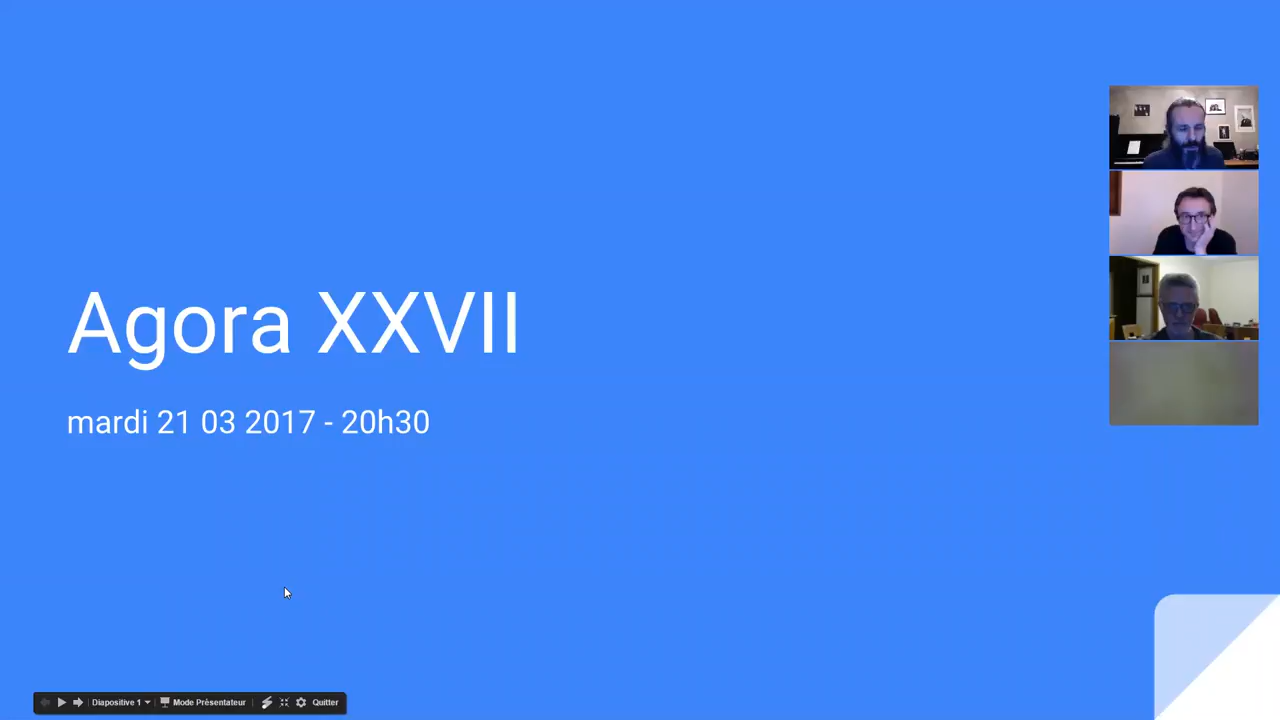 Agora XXVII
mardi 21 03 2017 - 20h30
Diapositive 1
Mode Présentateur
Quitter